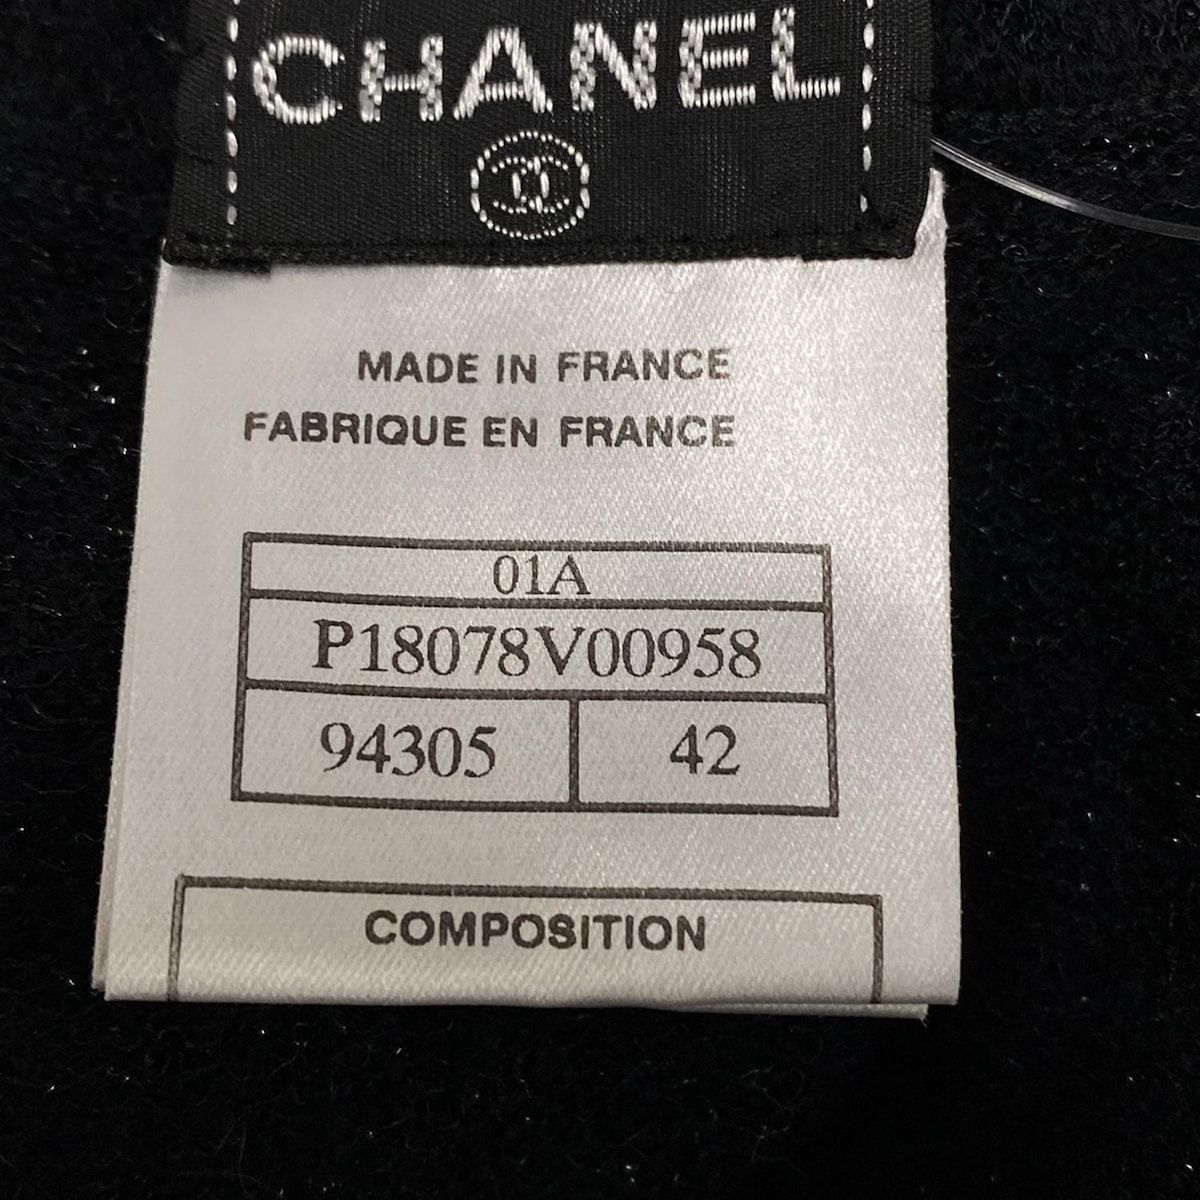 CHANEL
MADE IN FRANCE
FABRIQUE EN FRANCE
01A
P18078V00958
94305 42
COMPOSITION